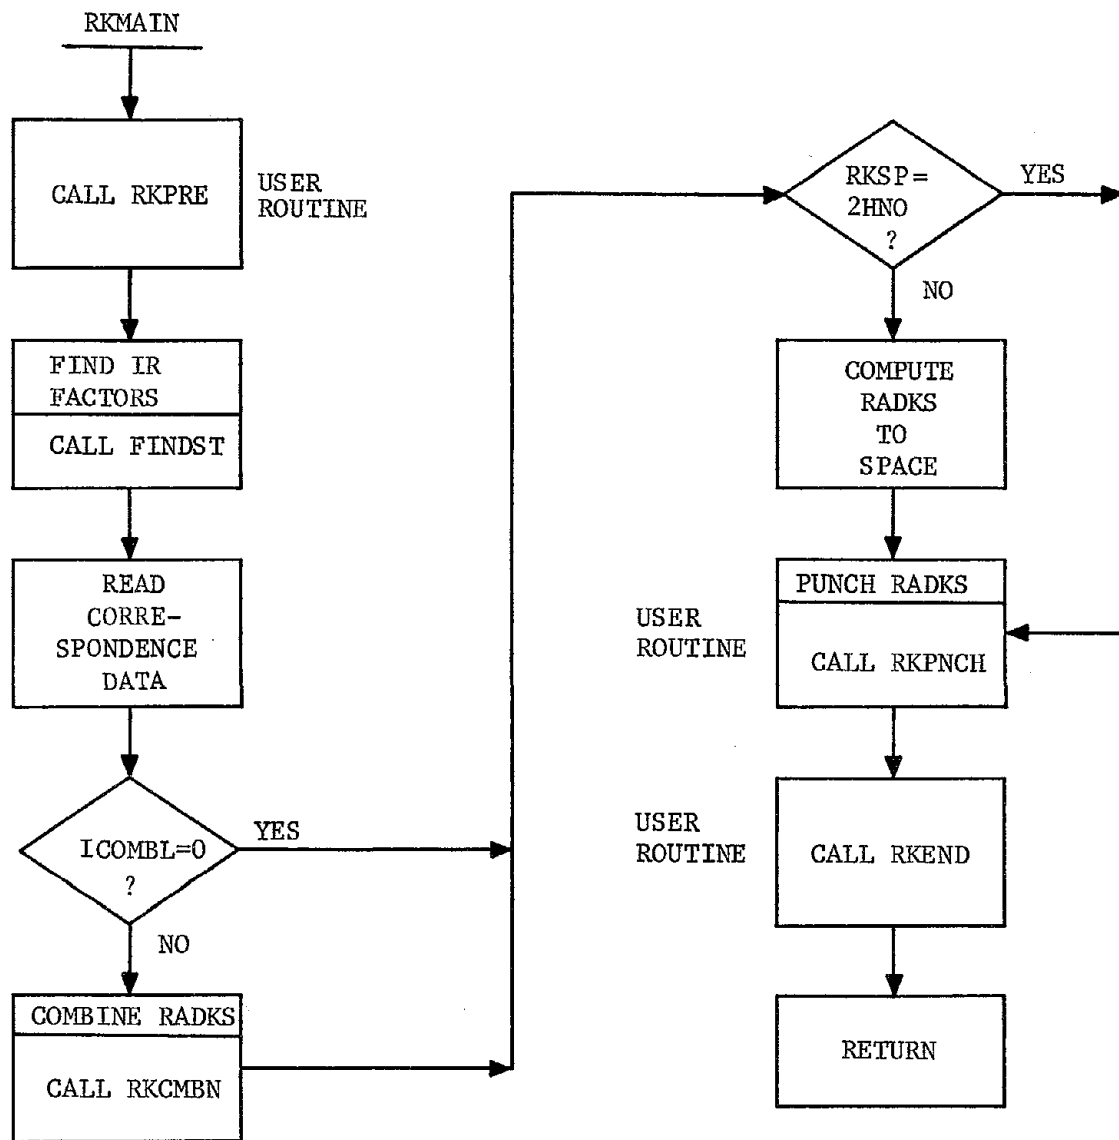 RKMAIN
CALL RKPRE
USER
ROUTINE
FIND IR
FACTORS
CALL FINDST
READ
CORRE-
SPONDENCE
DATA
ICOMBL=0
?
YES
NO
COMBINE RADKS
CALL RKCMBN
RKSP=
2HNO
?
YES
NO
COMPUTE
RADKS
TO
SPACE
PUNCH RADKS
USER
ROUTINE
CALL RKPNCH
USER
ROUTINE
CALL RKEND
RETURN